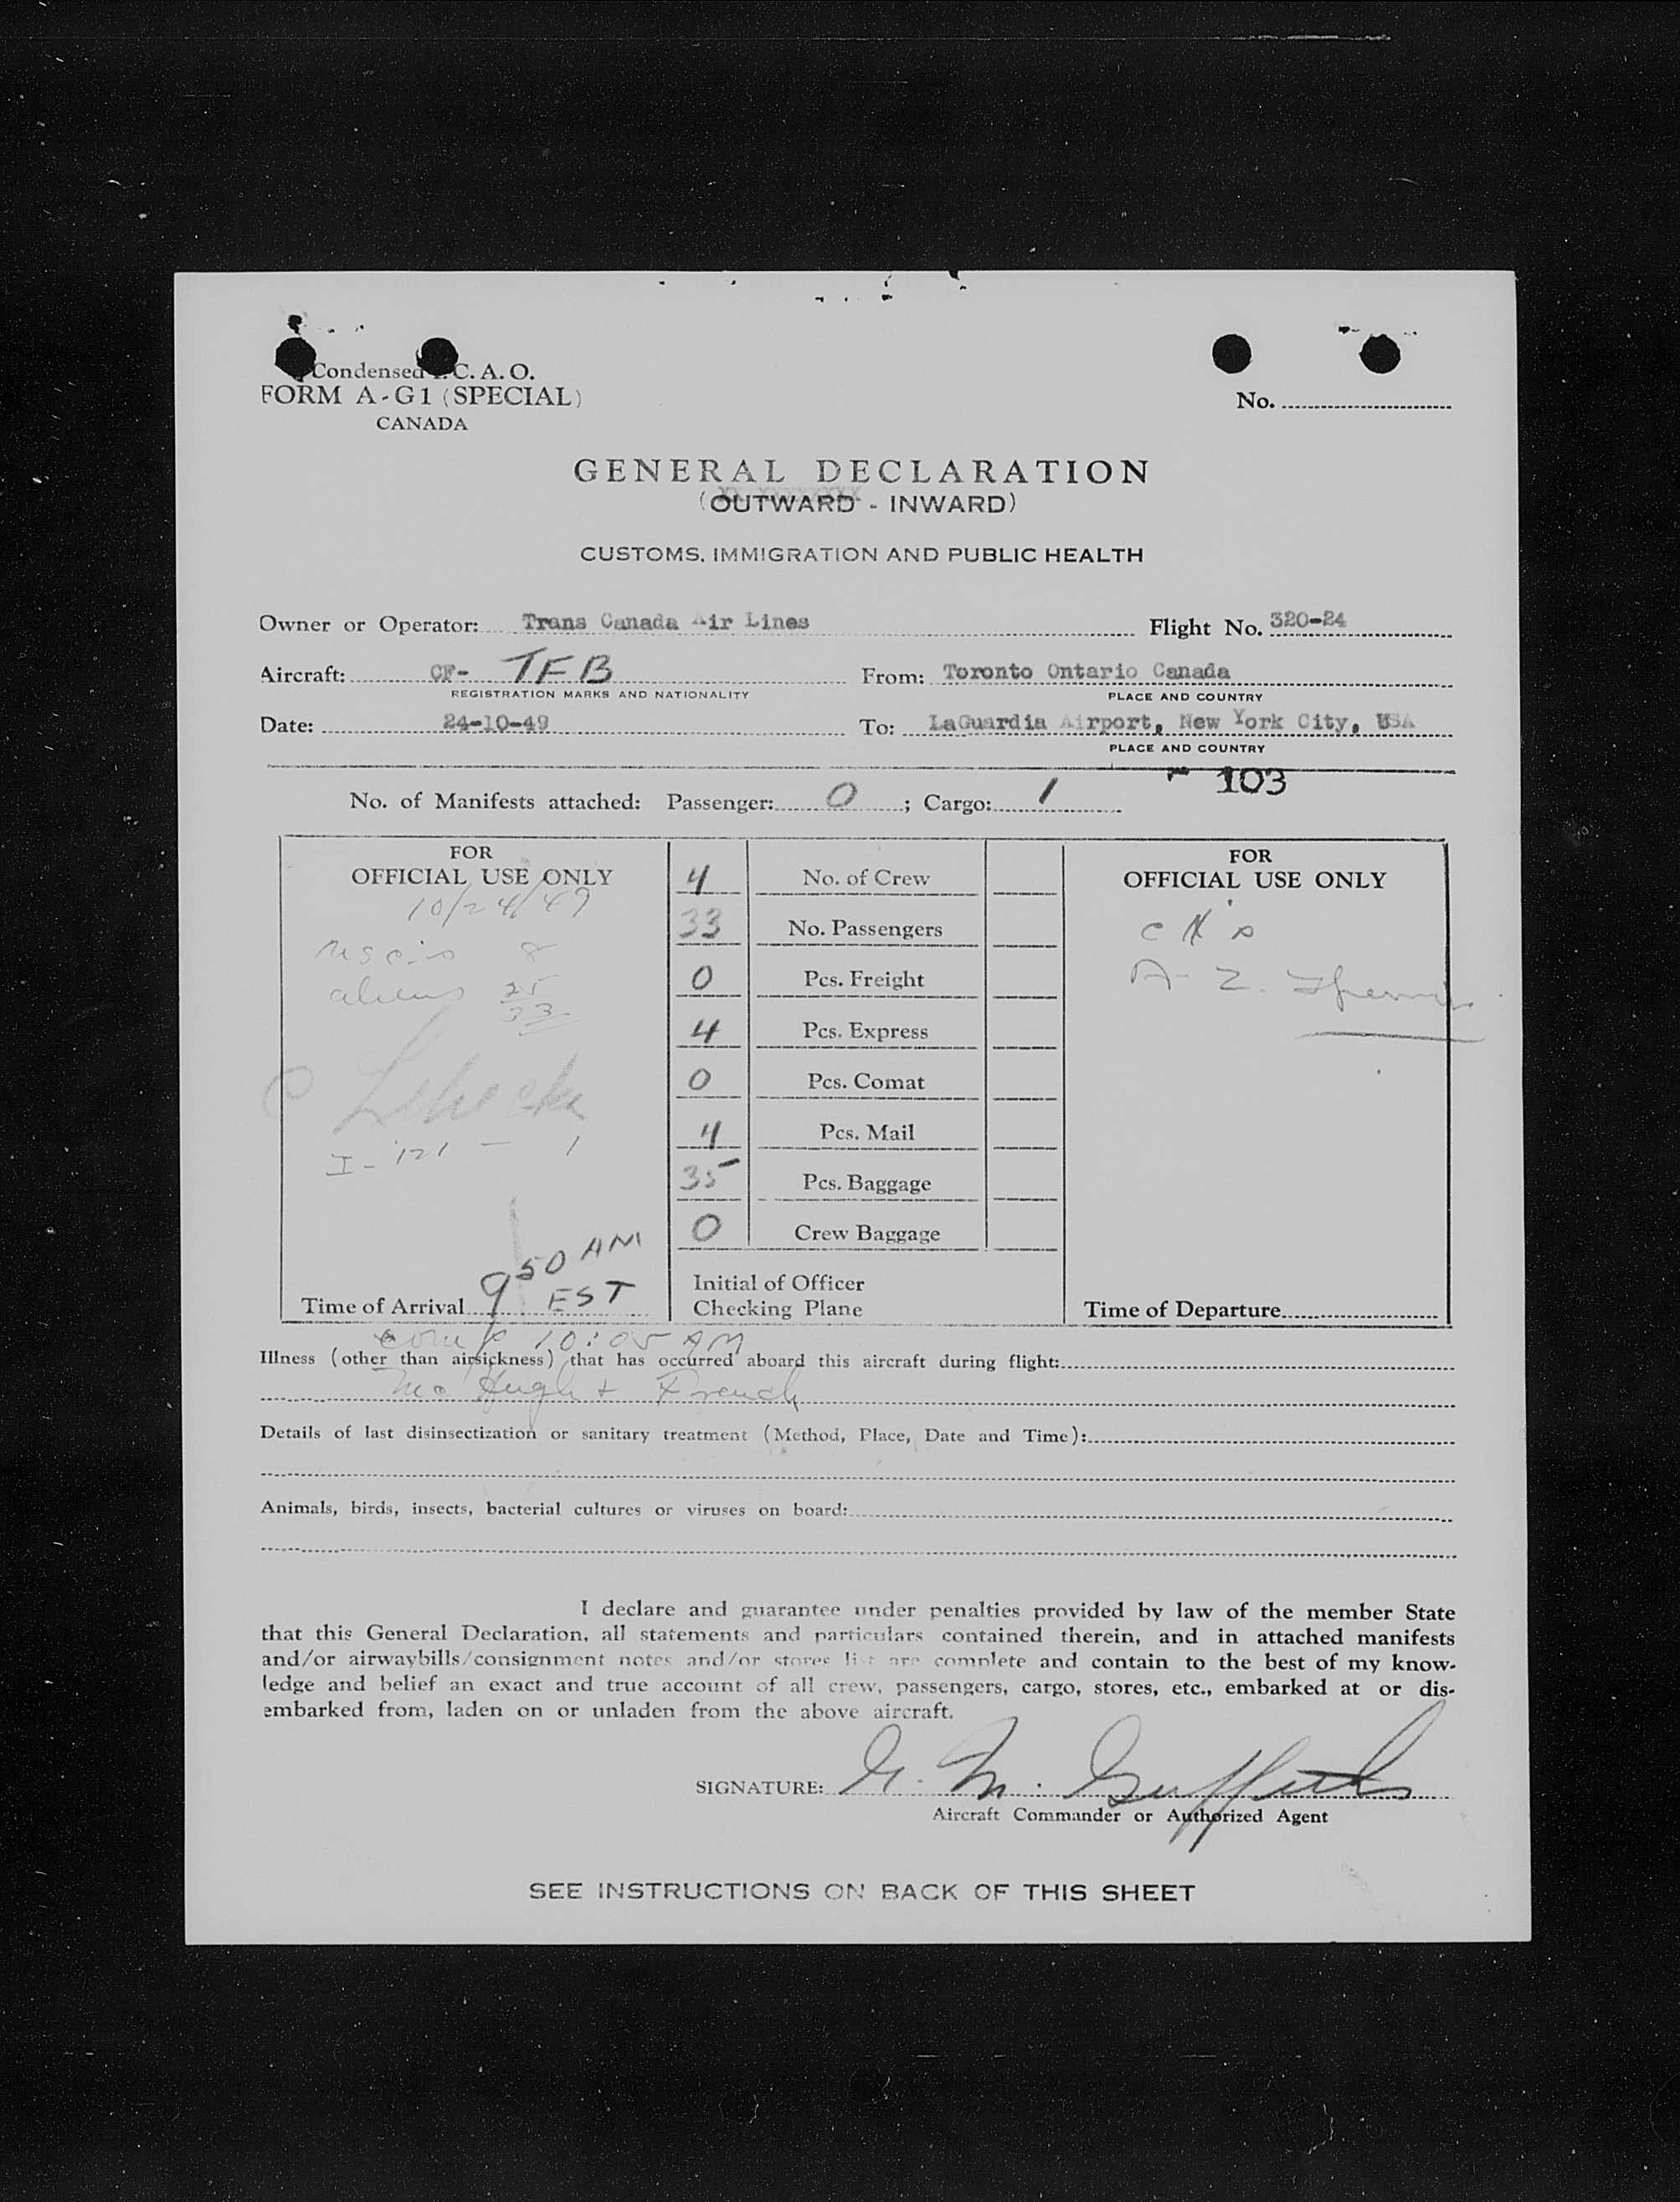 Condensed I.C.A.O.
FORM A-G1 (SPECIAL)
CANADA
No.
GENERAL DECLARATION
(OUTWARD - INWARD)
CUSTOMS, IMMIGRATION AND PUBLIC HEALTH
Owner or Operator: Trans Canada Air Lines Flight No. 320-24
Aircraft: CF- TFB From: Toronto Ontario Canada
REGISTRATION MARKS AND NATIONALITY PLACE AND COUNTRY
Date: 24-10-49 To: LaGuardia Airport, New York City, USA
PLACE AND COUNTRY
103
No. of Manifests attached: Passenger: 0 ; Cargo: 1
FOR OFFICIAL USE ONLY
10/24/49
uscis 8
aliens 25
33
I-121 - 1
9 50 AM
EST
Time of Arrival
4 No. of Crew
33 No. Passengers
0 Pcs. Freight
4 Pcs. Express
0 Pcs. Comat
4 Pcs. Mail
35 Pcs. Baggage
0 Crew Baggage
Initial of Officer
Checking Plane
FOR
OFFICIAL USE ONLY
Time of Departure
comp 10:05 AM
Illness (other than airsickness) that has occurred aboard this aircraft during flight:
McHugh + French
Details of last disinsectization or sanitary treatment (Method, Place, Date and Time):
Animals, birds, insects, bacterial cultures or viruses on board:
I declare and guarantee under penalties provided by law of the member State
that this General Declaration, all statements and particulars contained therein, and in attached manifests
and/or airwaybills/consignment notes and/or stores list are complete and contain to the best of my know-
ledge and belief an exact and true account of all crew, passengers, cargo, stores, etc., embarked at or dis-
embarked from, laden on or unladen from the above aircraft.
SIGNATURE: G. M. Griffiths
Aircraft Commander or Authorized Agent
SEE INSTRUCTIONS ON BACK OF THIS SHEET